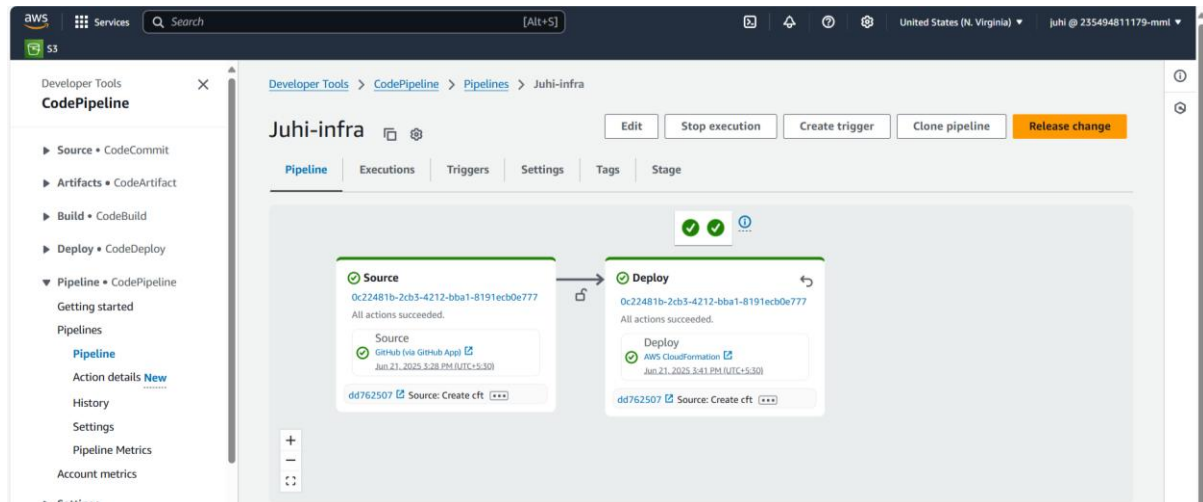 aws Services Search [Alt+S] United States (N. Virginia) ▼ juhi @ 235494811179-mml ▼
S3
Developer Tools
CodePipeline
Source • CodeCommit
Artifacts • CodeArtifact
Build • CodeBuild
Deploy • CodeDeploy
Pipeline • CodePipeline
Getting started
Pipelines
Pipeline
Action details New
History
Settings
Pipeline Metrics
Account metrics
Developer Tools > CodePipeline > Pipelines > Juhi-infra
Juhi-infra
Edit Stop execution Create trigger Clone pipeline Release change
Pipeline Executions Triggers Settings Tags Stage
Source
0c22481b-2cb3-4212-bba1-8191ecb0e777
All actions succeeded.
Source
GitHub (via GitHub App)
Jun 21, 2025 3:28 PM (UTC+5:30)
dd762507 Source: Create cft
Deploy
0c22481b-2cb3-4212-bba1-8191ecb0e777
All actions succeeded.
Deploy
AWS CloudFormation
Jun 21, 2025 3:41 PM (UTC+5:30)
dd762507 Source: Create cft